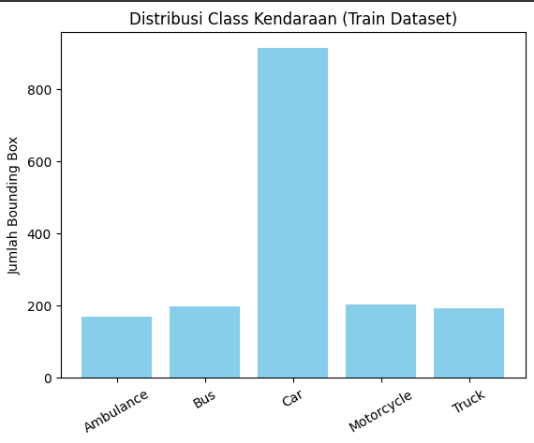 Distribusi Class Kendaraan (Train Dataset)
Jumlah Bounding Box
800
600
400
200
0
Ambulance
Bus
Car
Motorcycle
Truck